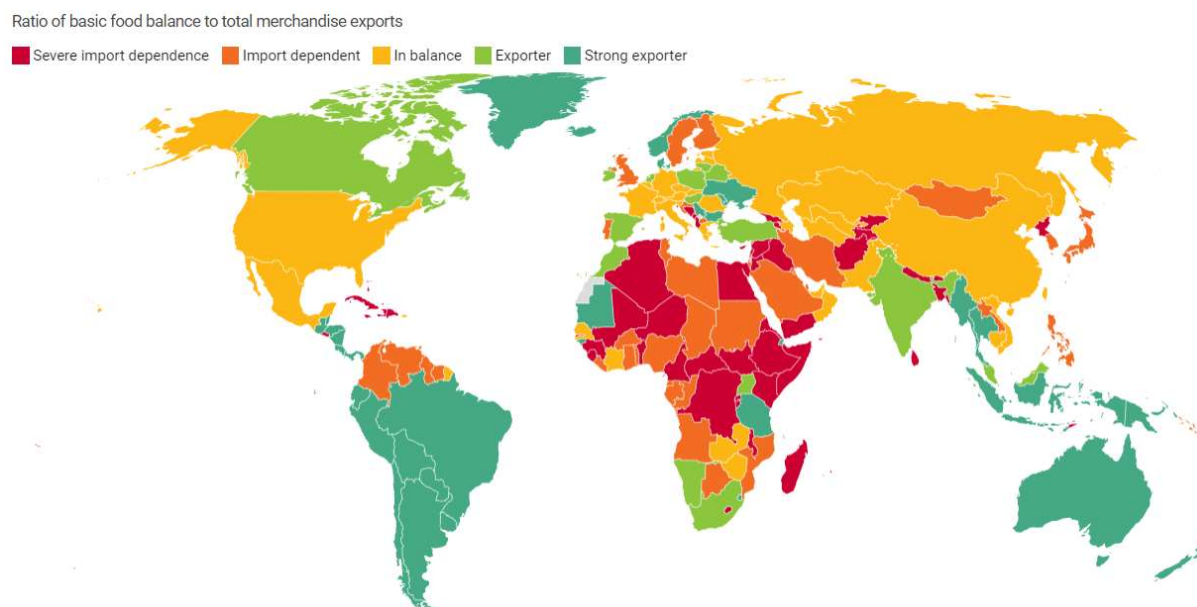 Ratio of basic food balance to total merchandise exports
Severe import dependence Import dependent In balance Exporter Strong exporter